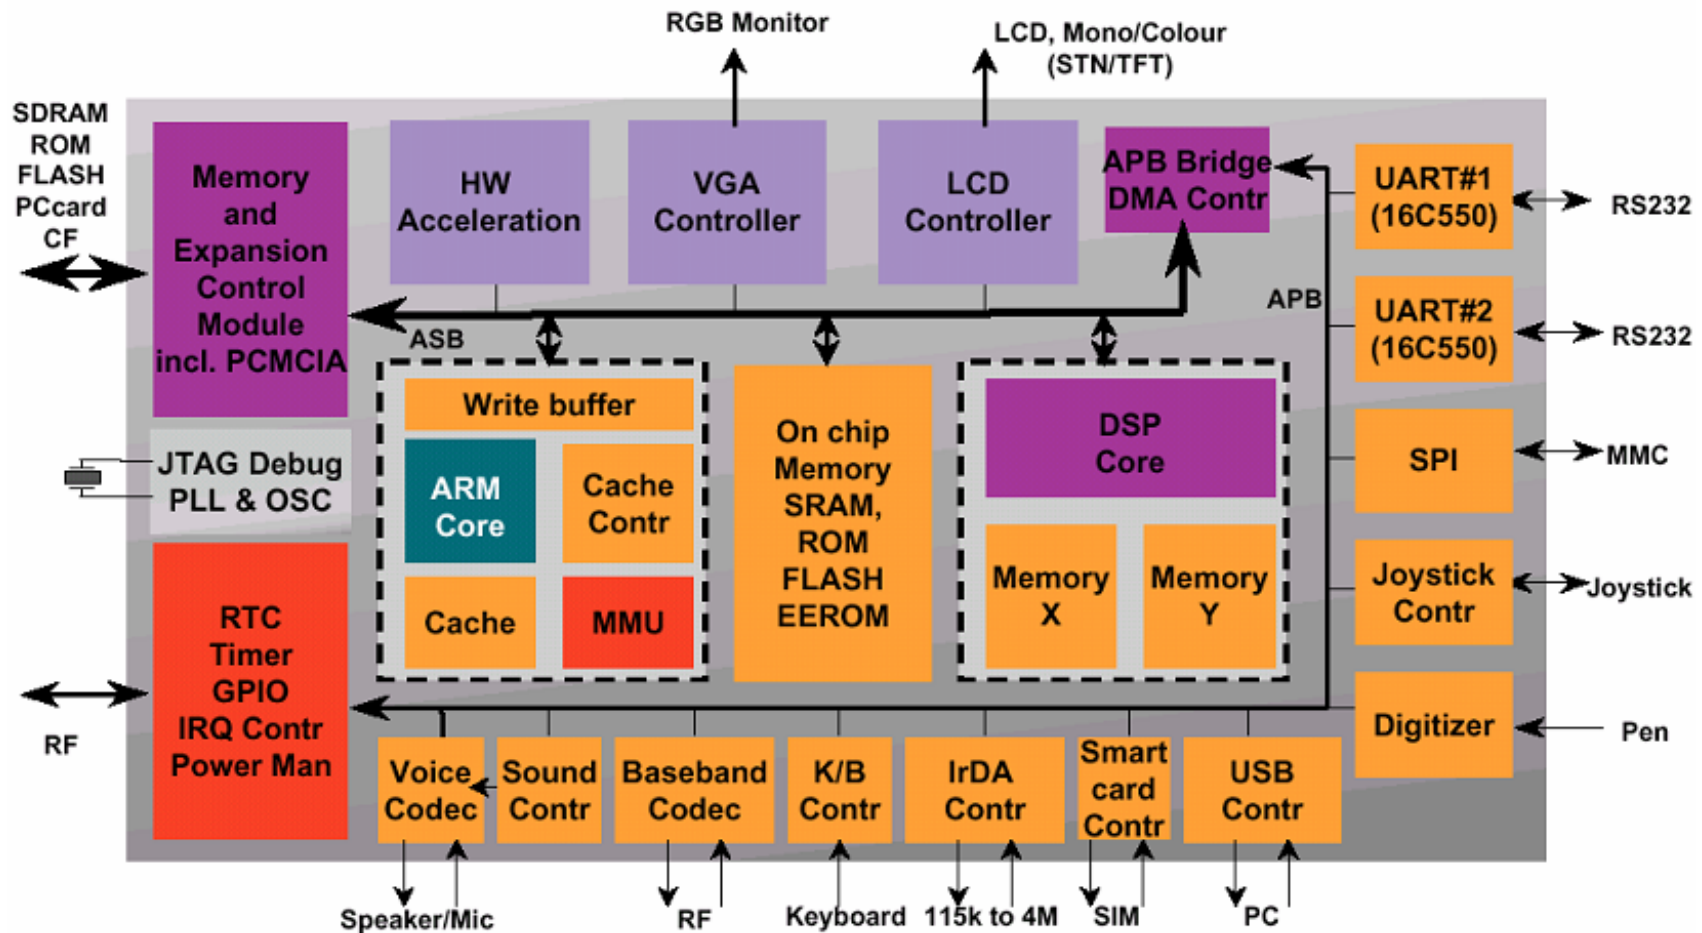 RGB Monitor
LCD, Mono/Colour
(STN/TFT)
SDRAM
ROM
FLASH
PCcard
CF
Memory
and
Expansion
Control
Module
incl. PCMCIA
HW
Acceleration
VGA
Controller
LCD
Controller
APB Bridge
DMA Contr
UART#1
(16C550)
RS232
ASB
APB
UART#2
(16C550)
RS232
Write buffer
ARM
Core
Cache
Contr
Cache
MMU
On chip
Memory
SRAM,
ROM
FLASH
EEROM
DSP
Core
Memory
X
Memory
Y
SPI
MMC
JTAG Debug
PLL & OSC
Joystick
Contr
Joystick
RTC
Timer
GPIO
IRQ Contr
Power Man
RF
Digitizer
Pen
Voice
Codec
Sound
Contr
Baseband
Codec
K/B
Contr
IrDA
Contr
Smart
card
Contr
USB
Contr
Speaker/Mic
RF
Keyboard
115k to 4M
SIM
PC